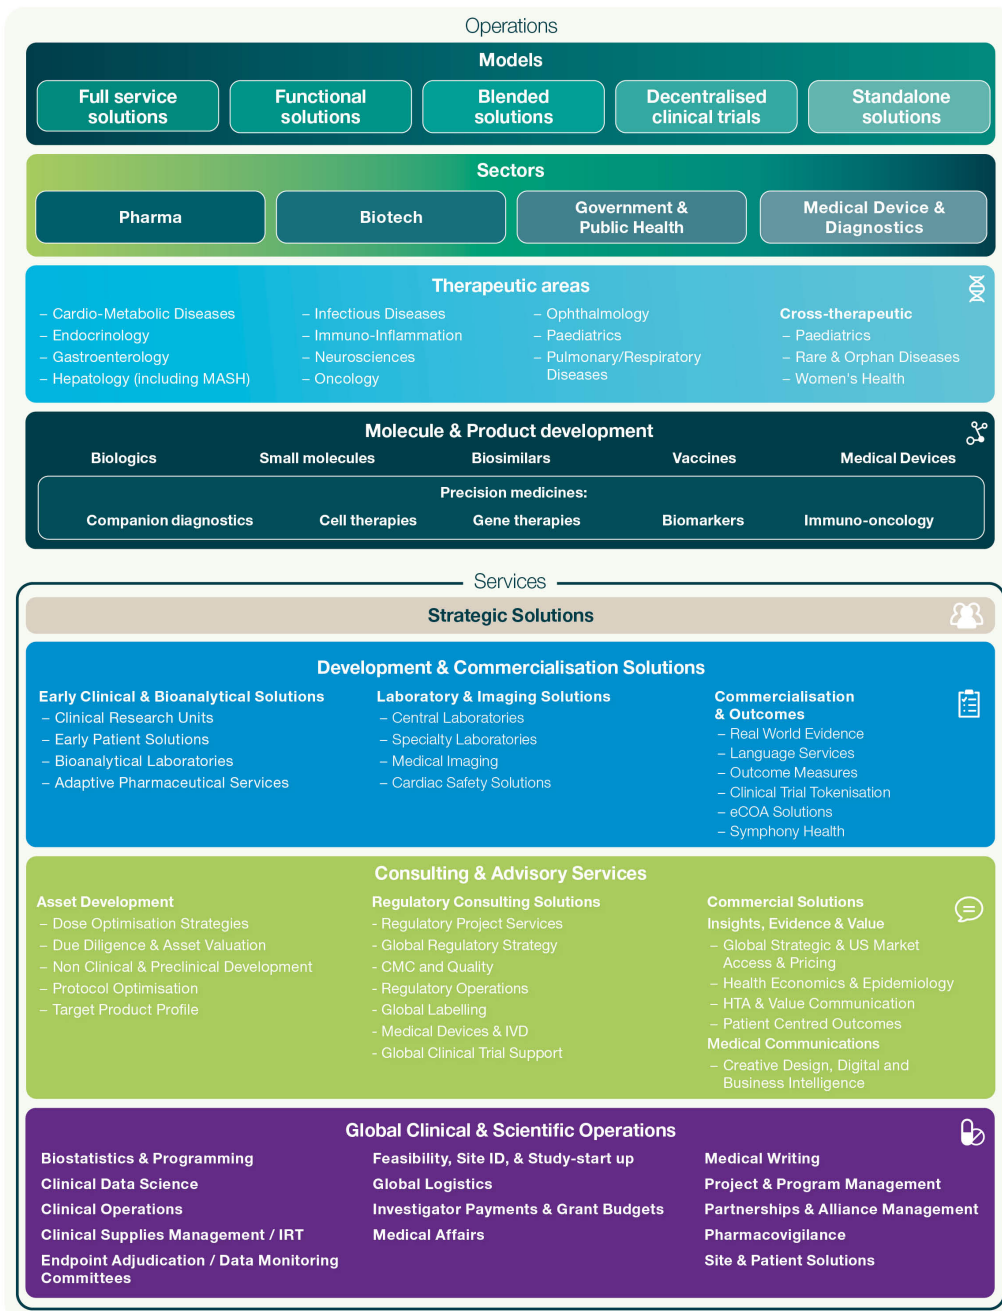 Operations
Models
Full service
solutions
Functional
solutions
Blended
solutions
Decentralised
clinical trials
Standalone
solutions
Sectors
Pharma
Biotech
Government &
Public Health
Medical Device &
Diagnostics
Therapeutic areas
– Cardio-Metabolic Diseases
– Endocrinology
– Gastroenterology
– Hepatology (including MASH)
– Infectious Diseases
– Immuno-Inflammation
– Neurosciences
– Oncology
– Ophthalmology
– Paediatrics
– Pulmonary/Respiratory
Diseases
Cross-therapeutic
– Paediatrics
– Rare & Orphan Diseases
– Women's Health
Molecule & Product development
Biologics
Small molecules
Biosimilars
Vaccines
Medical Devices
Precision medicines:
Companion diagnostics
Cell therapies
Gene therapies
Biomarkers
Immuno-oncology
Services
Strategic Solutions
Development & Commercialisation Solutions
Early Clinical & Bioanalytical Solutions
– Clinical Research Units
– Early Patient Solutions
– Bioanalytical Laboratories
– Adaptive Pharmaceutical Services
Laboratory & Imaging Solutions
– Central Laboratories
– Specialty Laboratories
– Medical Imaging
– Cardiac Safety Solutions
Commercialisation
& Outcomes
– Real World Evidence
– Language Services
– Outcome Measures
– Clinical Trial Tokenisation
– eCOA Solutions
– Symphony Health
Consulting & Advisory Services
Asset Development
– Dose Optimisation Strategies
– Due Diligence & Asset Valuation
– Non Clinical & Preclinical Development
– Protocol Optimisation
– Target Product Profile
Regulatory Consulting Solutions
- Regulatory Project Services
- Global Regulatory Strategy
- CMC and Quality
- Regulatory Operations
- Global Labelling
- Medical Devices & IVD
- Global Clinical Trial Support
Commercial Solutions
Insights, Evidence & Value
– Global Strategic & US Market
Access & Pricing
– Health Economics & Epidemiology
– HTA & Value Communication
– Patient Centred Outcomes
Medical Communications
– Creative Design, Digital and
Business Intelligence
Global Clinical & Scientific Operations
Biostatistics & Programming
Clinical Data Science
Clinical Operations
Clinical Supplies Management / IRT
Endpoint Adjudication / Data Monitoring
Committees
Feasibility, Site ID, & Study-start up
Global Logistics
Investigator Payments & Grant Budgets
Medical Affairs
Medical Writing
Project & Program Management
Partnerships & Alliance Management
Pharmacovigilance
Site & Patient Solutions